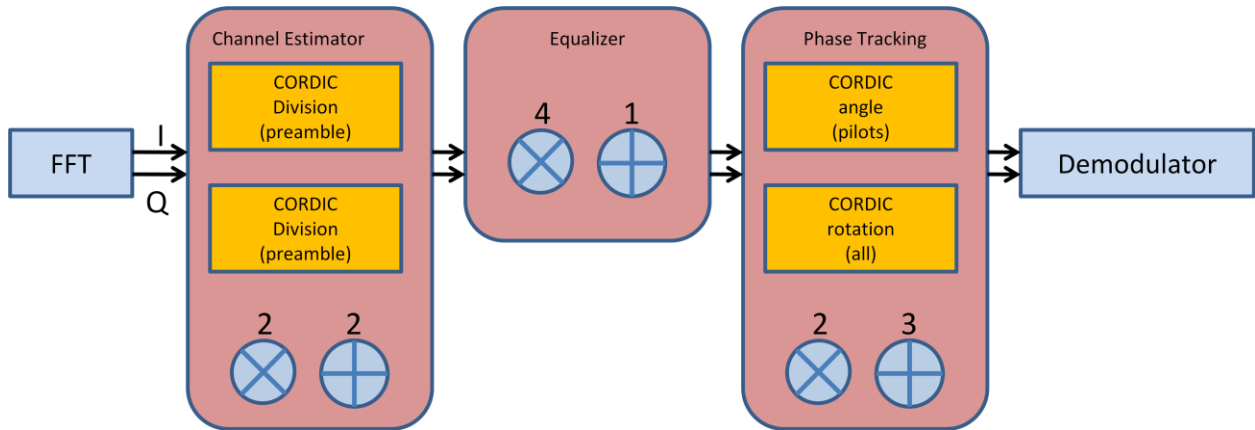 FFT
I
Q
Channel Estimator
CORDIC
Division
(preamble)
CORDIC
Division
(preamble)
2
2
Equalizer
4
1
Phase Tracking
CORDIC
angle
(pilots)
CORDIC
rotation
(all)
2
3
Demodulator